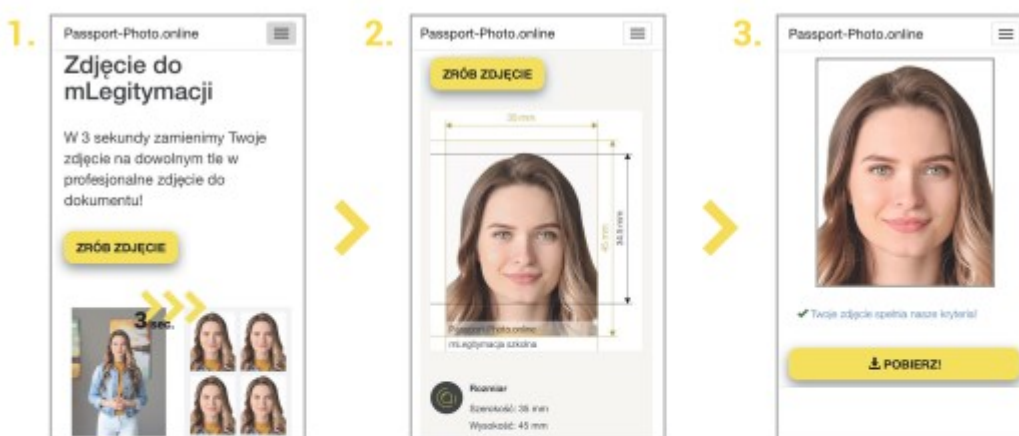 1.
Passport-Photo.online
Zdjęcie do
mLegitymacji
W 3 sekundy zamienimy Twoje
zdjęcie na dowolnym tle w
profesjonalne zdjęcie do
dokumentu!
ZRÓB ZDJĘCIE
3 sec.
2.
Passport-Photo.online
ZRÓB ZDJĘCIE
35 mm
45 mm
Passport-Photo.online
mLegitymacja szkolna
Rozmiar
Szerokość: 35 mm
Wysokość: 45 mm
3.
Passport-Photo.online
Twoje zdjęcie spełnia nasze kryteria!
POBIERZ!